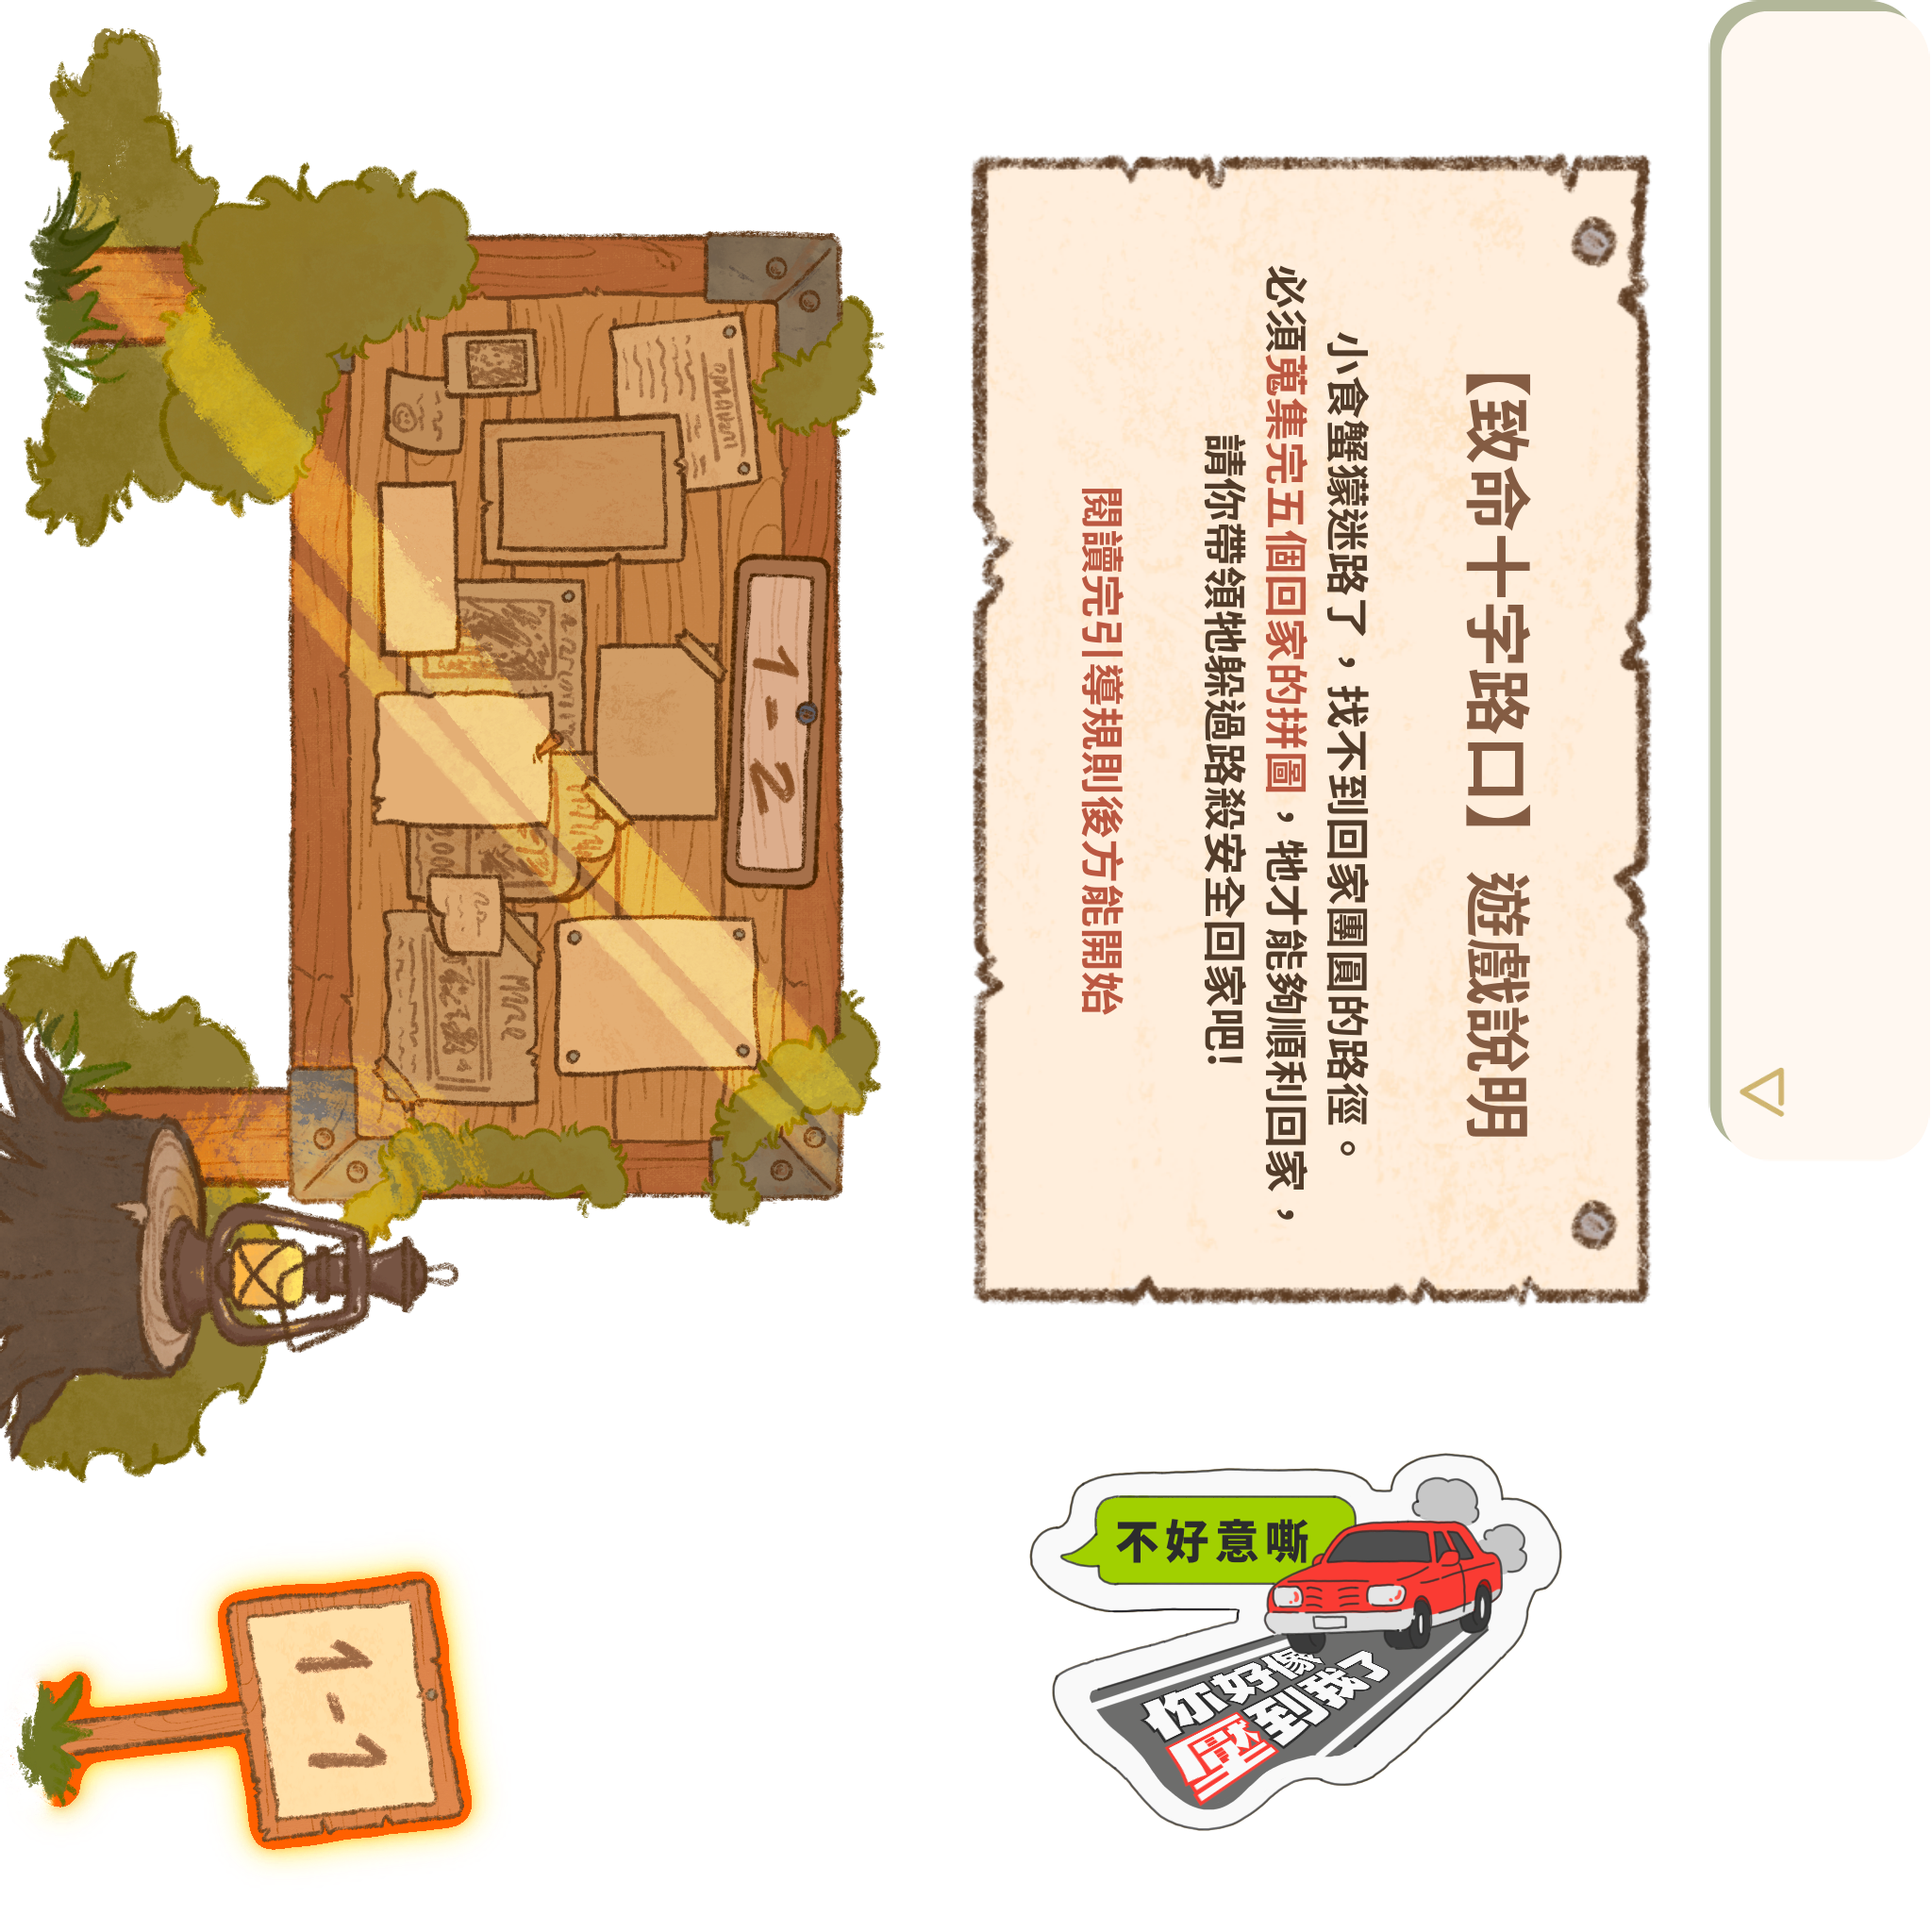 【致命十字路口】 遊戲說明
小食蟹獴迷路了，找不到回家團圓的路徑。
必須蒐集完五個回家的拼圖，牠才能夠順利回家，
請你帶領牠躲過路殺安全回家吧!
閱讀完引導規則後方能開始
1-2
不好意嘶
你好像
壓到我了
1-1